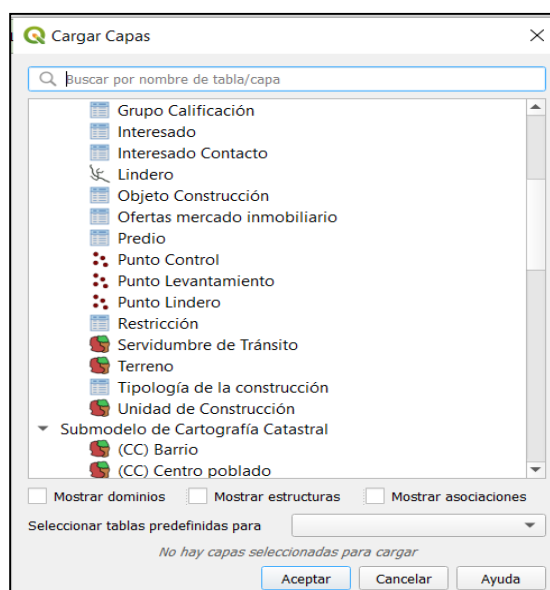 Cargar Capas
Buscar por nombre de tabla/capa
Grupo Calificación
Interesado
Interesado Contacto
Lindero
Objeto Construcción
Ofertas mercado inmobiliario
Predio
Punto Control
Punto Levantamiento
Punto Lindero
Restricción
Servidumbre de Tránsito
Terreno
Tipología de la construcción
Unidad de Construcción
Submodelo de Cartografía Catastral
(CC) Barrio
(CC) Centro poblado
Mostrar dominios Mostrar estructuras Mostrar asociaciones
Seleccionar tablas predefinidas para
No hay capas seleccionadas para cargar
Aceptar Cancelar Ayuda